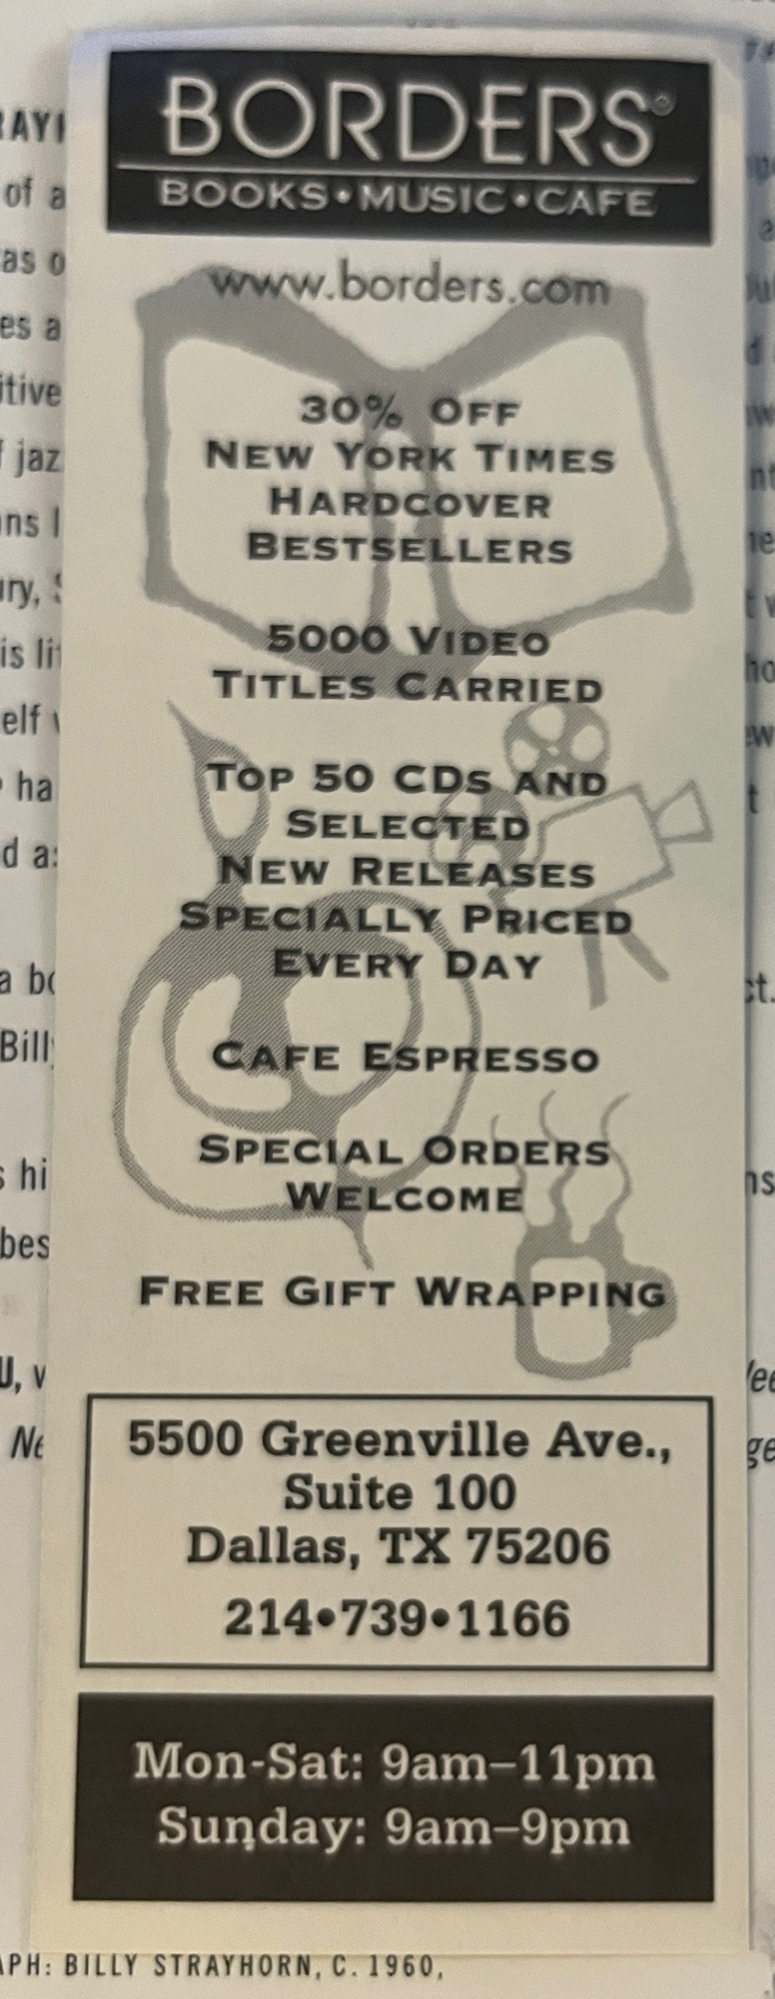 BORDERS®
BOOKS•MUSIC•CAFE
www.borders.com
30% OFF
NEW YORK TIMES
HARDCOVER
BESTSELLERS
5000 VIDEO
TITLES CARRIED
TOP 50 CDS AND
SELECTED
NEW RELEASES
SPECIALLY PRICED
EVERY DAY
CAFE ESPRESSO
SPECIAL ORDERS
WELCOME
FREE GIFT WRAPPING
5500 Greenville Ave.,
Suite 100
Dallas, TX 75206
214•739•1166
Mon-Sat: 9am–11pm
Sunday: 9am–9pm
APH: BILLY STRAYHORN, C. 1960,